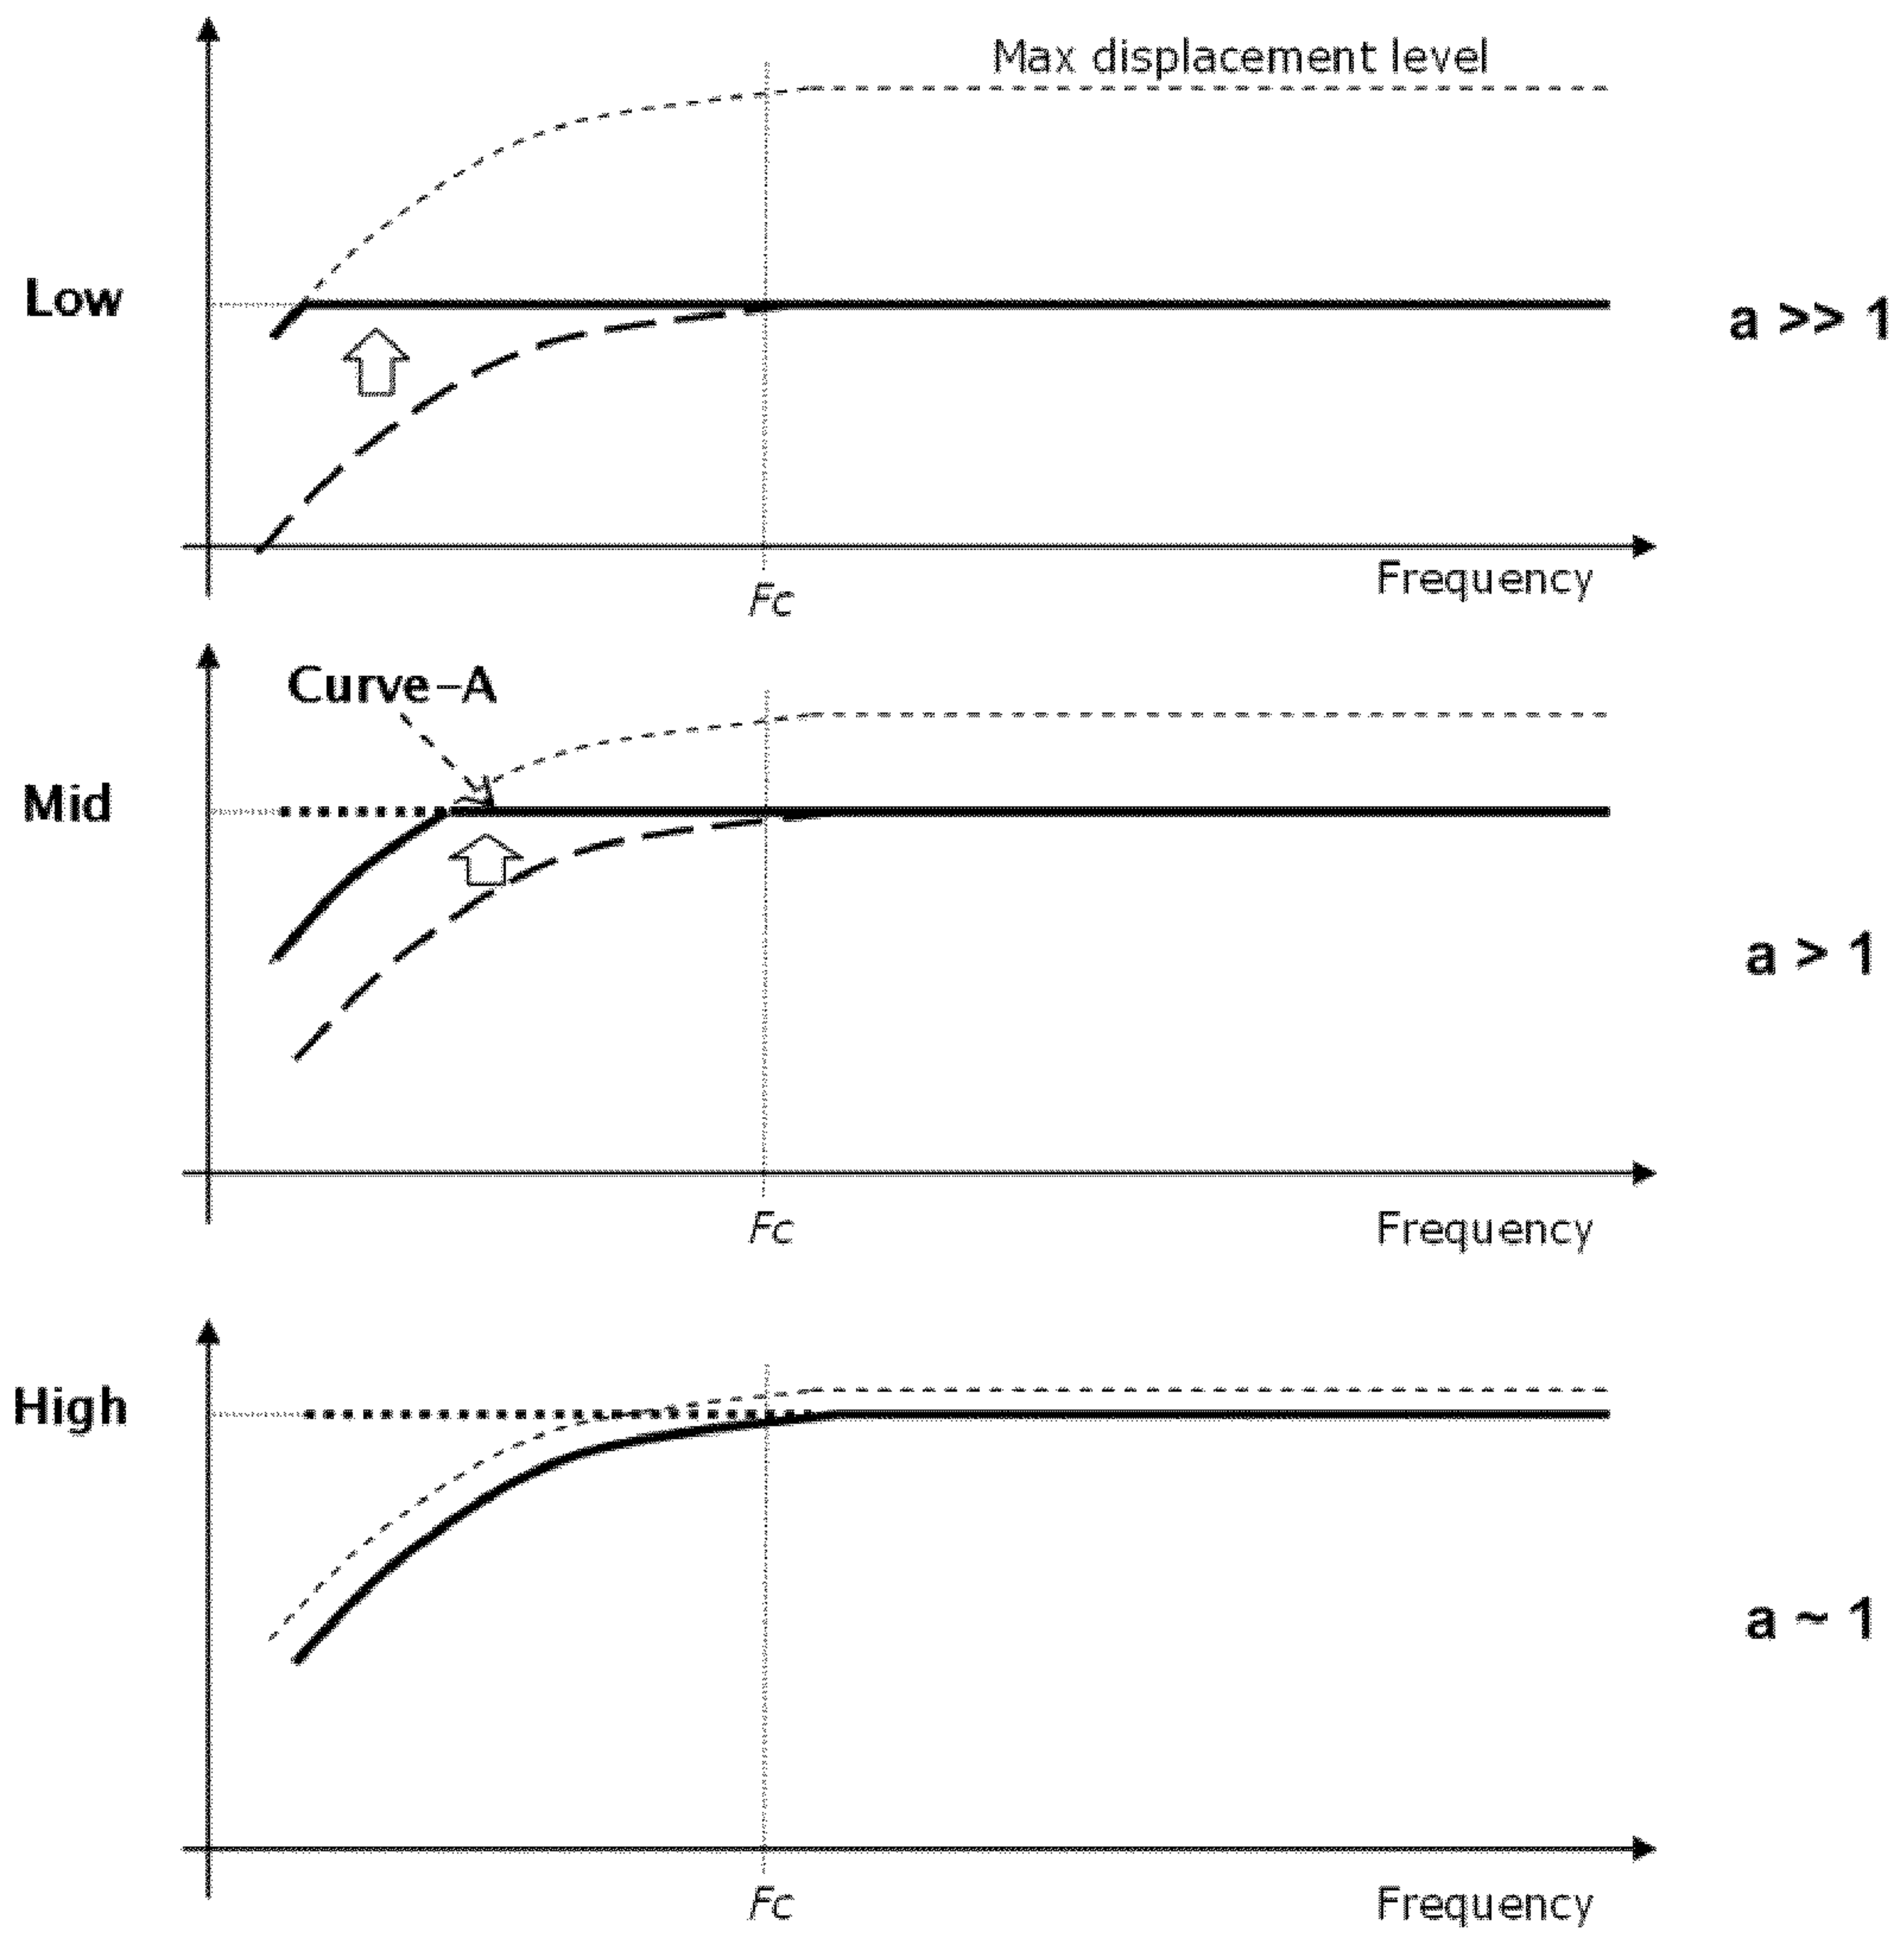 Max displacement level
Low
a >> 1
Frequency
Fc
Curve-A
Mid
a > 1
Fc
Frequency
High
a ~ 1
Fc
Frequency